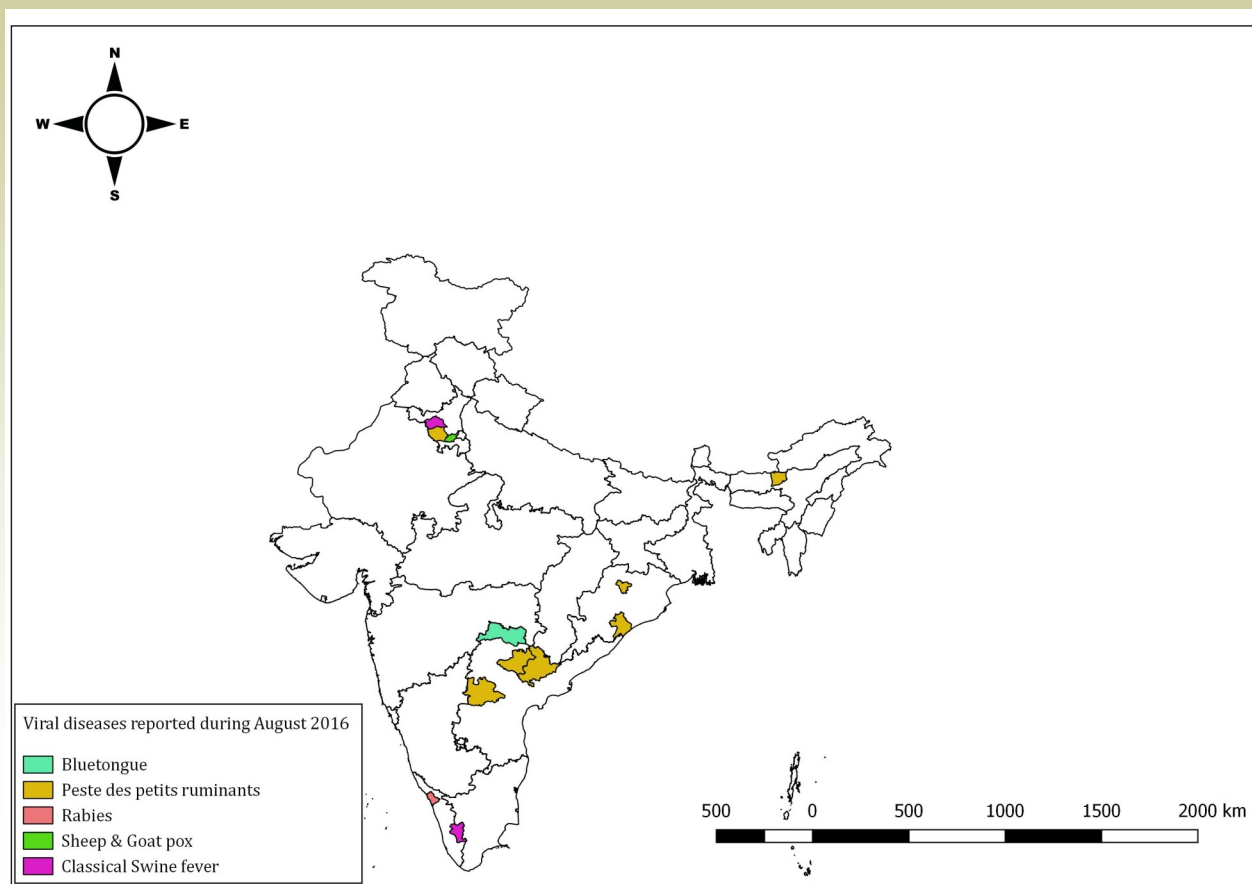 N
W E
S
Viral diseases reported during August 2016
Bluetongue
Peste des petits ruminants
Rabies
Sheep & Goat pox
Classical Swine fever
500 0 500 1000 1500 2000 km